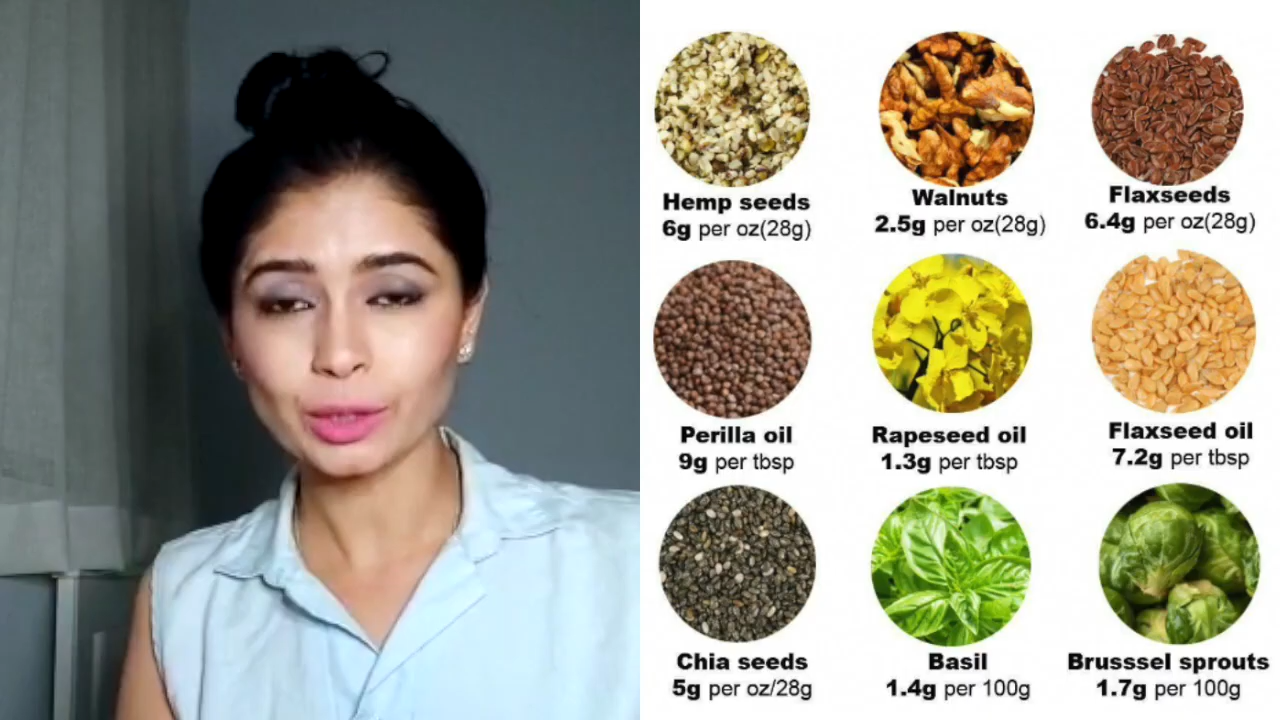 Hemp seeds
6g per oz(28g)
Walnuts
2.5g per oz(28g)
Flaxseeds
6.4g per oz(28g)
Perilla oil
9g per tbsp
Rapeseed oil
1.3g per tbsp
Flaxseed oil
7.2g per tbsp
Chia seeds
5g per oz/28g
Basil
1.4g per 100g
Brusssel sprouts
1.7g per 100g